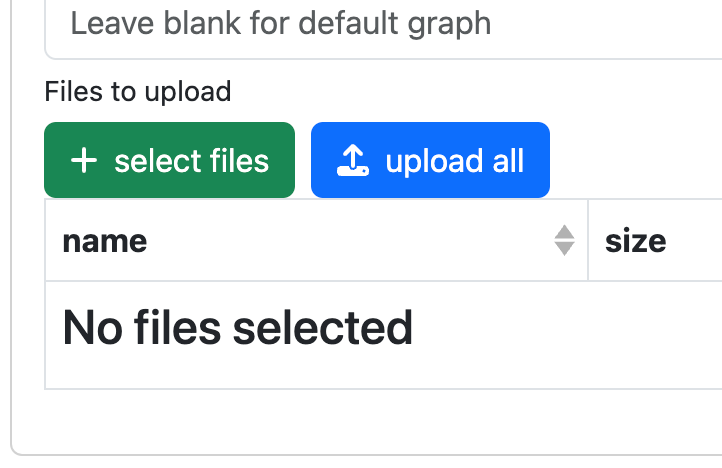 Leave blank for default graph
Files to upload
select files upload all
name size
No files selected